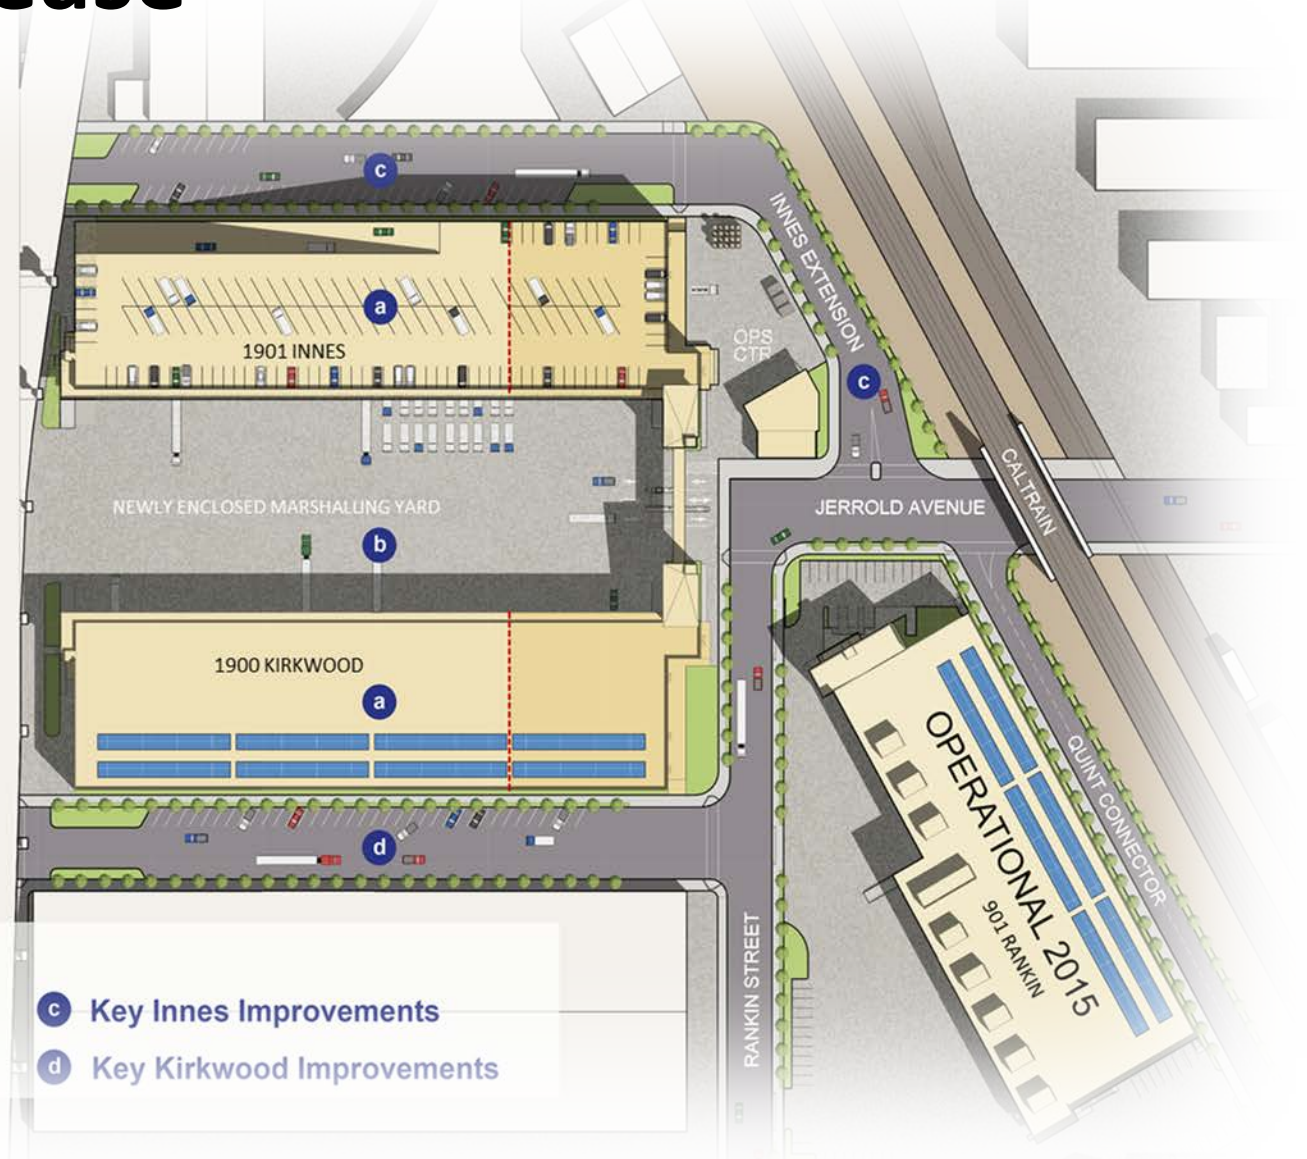 c
INNES EXTENSION
a
1901 INNES
OPS
CTR
c
NEWLY ENCLOSED MARSHALLING YARD
JERROLD AVENUE
CALTRAIN
b
1900 KIRKWOOD
a
d
QUINT CONNECTOR
OPERATIONAL 2015
901 RANKIN
RANKIN STREET
c Key Innes Improvements
d Key Kirkwood Improvements